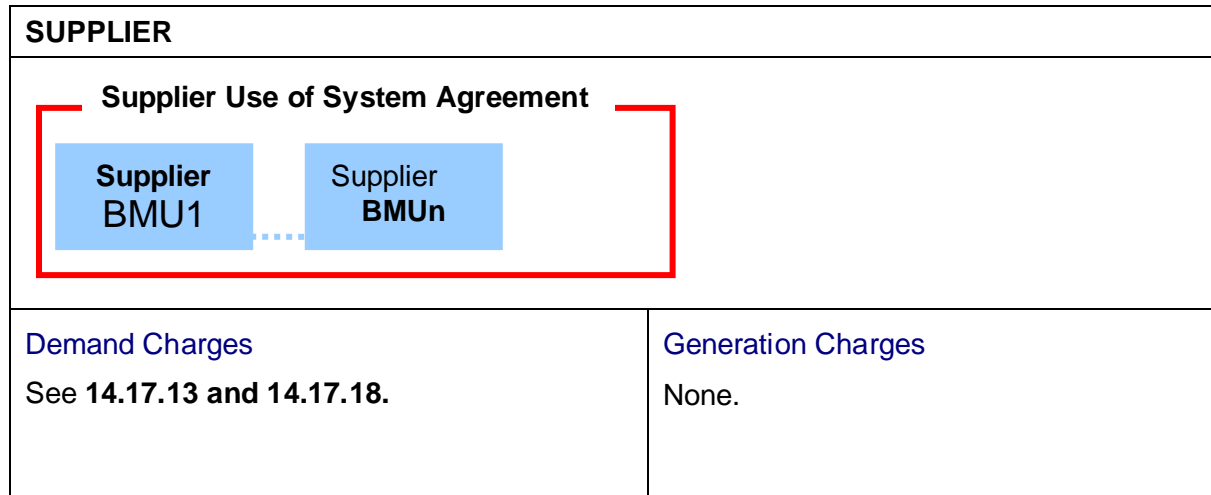 SUPPLIER
Supplier Use of System Agreement
Supplier
BMU1
Supplier
BMUn
Demand Charges
See 14.17.13 and 14.17.18.
Generation Charges
None.